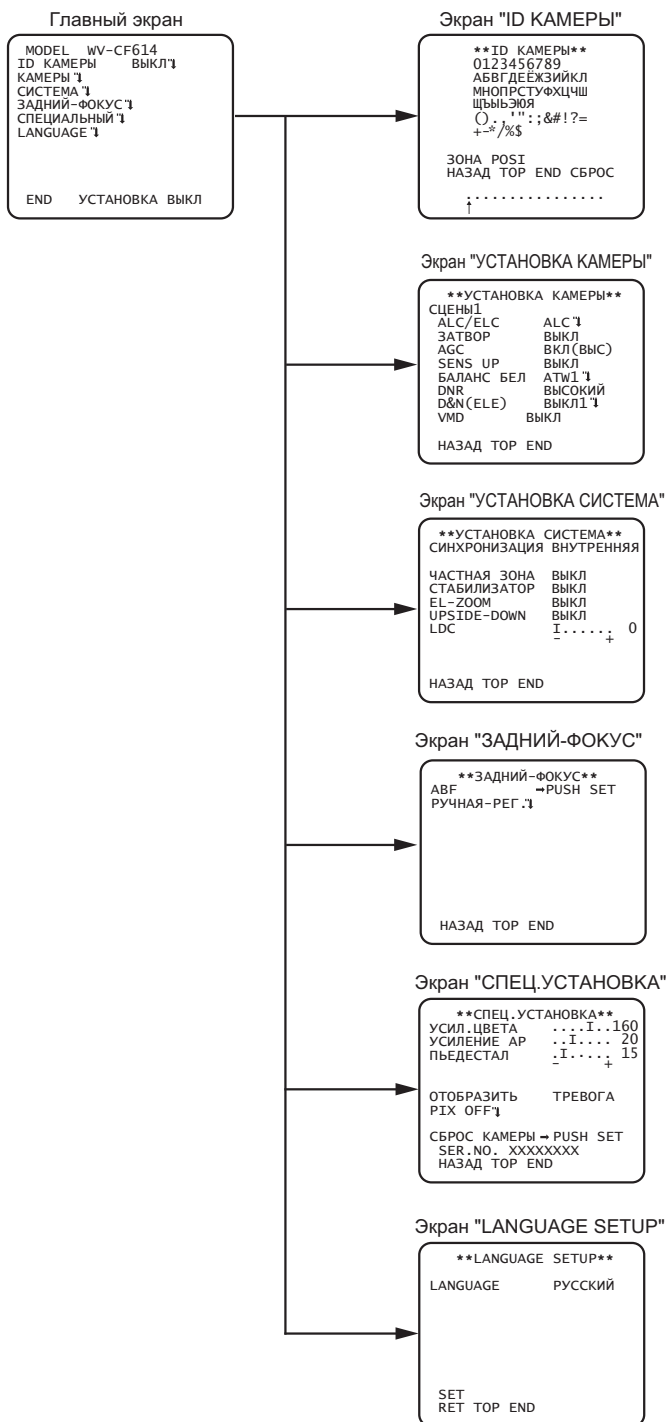 Главный экран
MODEL WV-CF614
ID КАМЕРЫ ВЫКЛ
КАМЕРЫ
СИСТЕМА
ЗАДНИЙ-ФОКУС
СПЕЦИАЛЬНЫЙ
LANGUAGE
END УСТАНОВКА ВЫКЛ
Экран "ID КАМЕРЫ"
**ID КАМЕРЫ**
0123456789
АБВГДЕЁЖЗИЙКЛ
МНОПРСТУФХЦЧШ
ЩЪЫЬЭЮЯ
().,'":;&#!?=
+-*/%$
ЗОНА POSI
НАЗАД TOP END СБРОС
................
↑
Экран "УСТАНОВКА КАМЕРЫ"
**УСТАНОВКА КАМЕРЫ**
СЦЕНЫ1
ALC/ELC ALC
ЗАТВОР ВЫКЛ
AGC ВКЛ(ВЫС)
SENS UP ВЫКЛ
БАЛАНС БЕЛ ATW1
DNR ВЫСОКИЙ
D&N(ELE) ВЫКЛ1
VMD ВЫКЛ
НАЗАД TOP END
Экран "УСТАНОВКА СИСТЕМА"
**УСТАНОВКА СИСТЕМА**
СИНХРОНИЗАЦИЯ ВНУТРЕННЯЯ
ЧАСТНАЯ ЗОНА ВЫКЛ
СТАБИЛИЗАТОР ВЫКЛ
EL-ZOOM ВЫКЛ
UPSIDE-DOWN ВЫКЛ
LDC I...... 0
- +
НАЗАД TOP END
Экран "ЗАДНИЙ-ФОКУС"
**ЗАДНИЙ-ФОКУС**
ABF →PUSH SET
РУЧНАЯ-РЕГ.
НАЗАД TOP END
Экран "СПЕЦ.УСТАНОВКА"
**СПЕЦ.УСТАНОВКА**
УСИЛ.ЦВЕТА ....I..160
УСИЛЕНИЕ АР ..I.... 20
ПЬЕДЕСТАЛ .I..... 15
- +
ОТОБРАЗИТЬ ТРЕВОГА
PIX OFF
СБРОС КАМЕРЫ → PUSH SET
SER.NO. XXXXXXXX
НАЗАД TOP END
Экран "LANGUAGE SETUP"
**LANGUAGE SETUP**
LANGUAGE РУССКИЙ
SET
RET TOP END